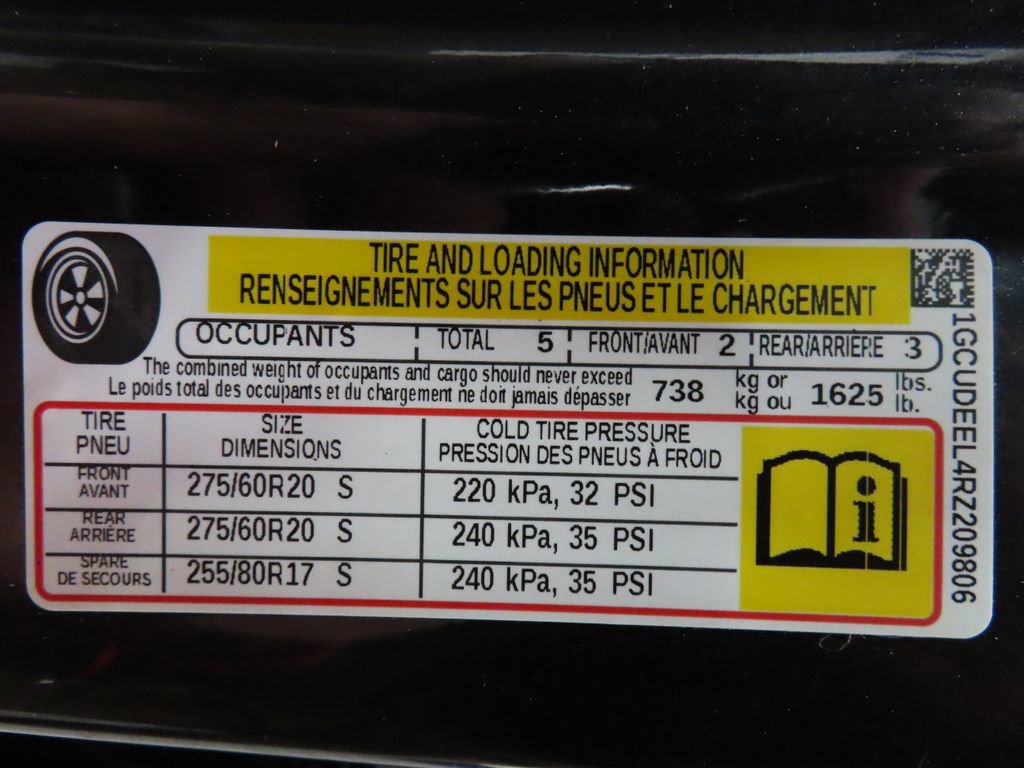 TIRE AND LOADING INFORMATION
RENSEIGNEMENTS SUR LES PNEUS ET LE CHARGEMENT
OCCUPANTS TOTAL 5 FRONT/AVANT 2 REAR/ARRIÈRE 3
The combined weight of occupants and cargo should never exceed 738 kg or 1625 lbs.
Le poids total des occupants et du chargement ne doit jamais dépasser kg ou lb.
TIRE SIZE COLD TIRE PRESSURE
PNEU DIMENSIONS PRESSION DES PNEUS À FROID
FRONT
AVANT 275/60R20 S 220 kPa, 32 PSI
REAR
ARRIÈRE 275/60R20 S 240 kPa, 35 PSI
SPARE
DE SECOURS 255/80R17 S 240 kPa, 35 PSI
i
1GCUDEEL4RZ209806